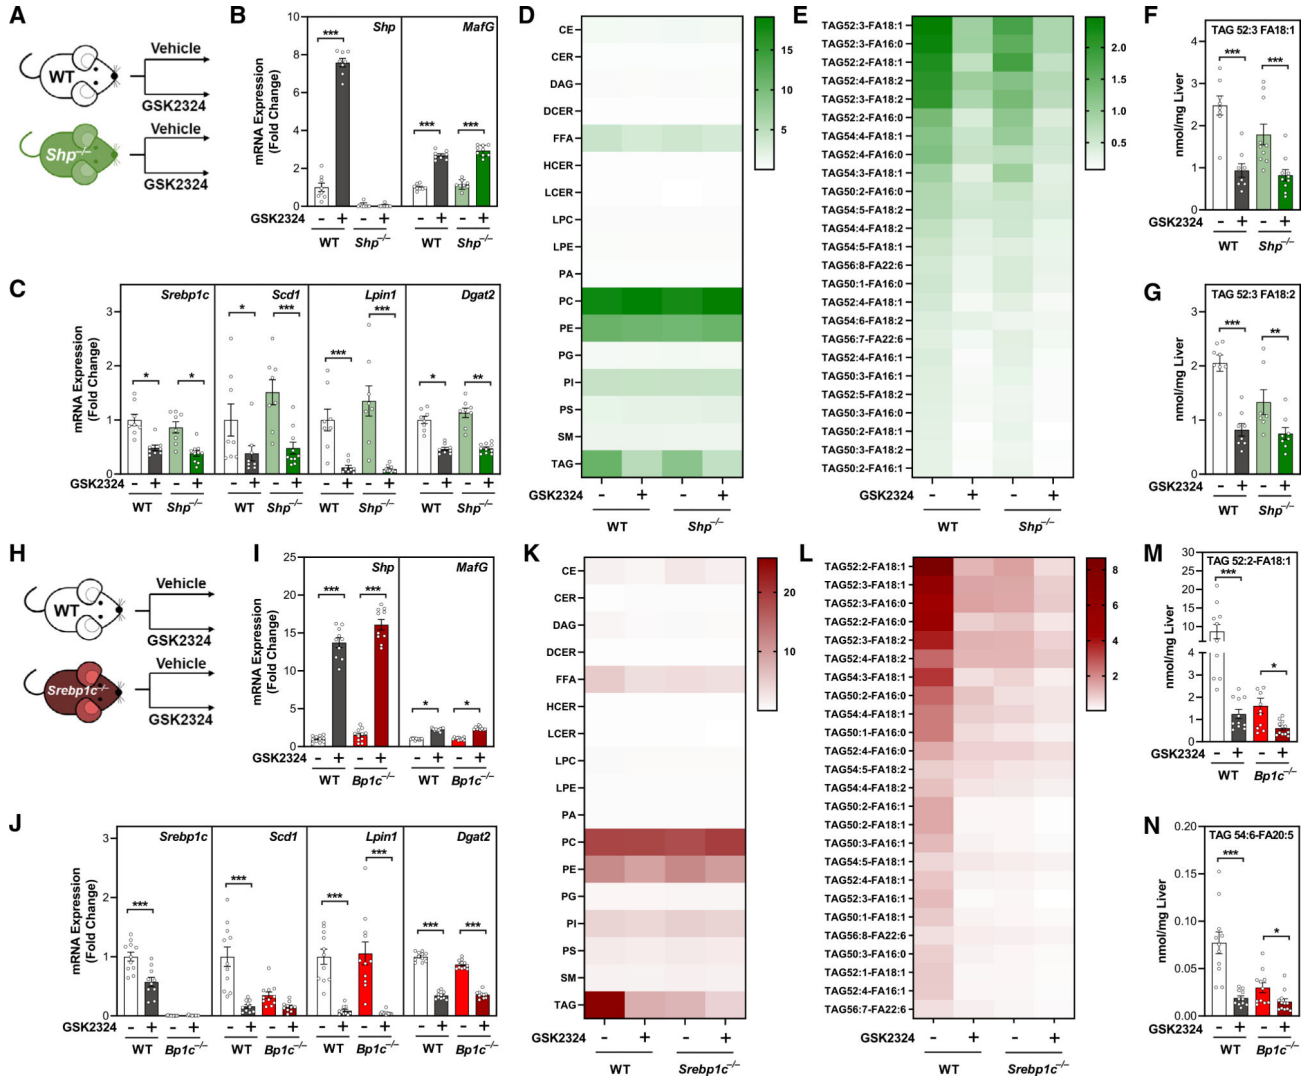 A
WT
Vehicle
GSK2324
Shp–/–
Vehicle
GSK2324
B
mRNA Expression
(Fold Change)
10
8
6
4
2
0
Shp
MafG
***
***
***
GSK2324
- + - + - + - +
WT Shp–/– WT Shp–/–
C
mRNA Expression
(Fold Change)
3
2
1
0
Srebp1c
Scd1
Lpin1
Dgat2
* *
* ***
*** ***
* **
GSK2324
- + - + - + - + - + - + - + - +
WT Shp–/– WT Shp–/– WT Shp–/– WT Shp–/–
D
CE
CER
DAG
DCER
FFA
HCER
LCER
LPC
LPE
PA
PC
PE
PG
PI
PS
SM
TAG
15
10
5
GSK2324
- + - +
WT Shp–/–
E
TAG52:3-FA18:1
TAG52:3-FA16:0
TAG52:2-FA18:1
TAG52:4-FA18:2
TAG52:3-FA18:2
TAG52:2-FA16:0
TAG54:4-FA18:1
TAG52:4-FA16:0
TAG54:3-FA18:1
TAG50:2-FA16:0
TAG54:5-FA18:2
TAG54:4-FA18:2
TAG54:5-FA18:1
TAG56:8-FA22:6
TAG50:1-FA16:0
TAG52:4-FA18:1
TAG54:6-FA18:2
TAG56:7-FA22:6
TAG52:4-FA16:1
TAG50:3-FA16:1
TAG52:5-FA18:2
TAG50:3-FA16:0
TAG50:2-FA18:1
TAG50:3-FA18:2
TAG50:2-FA16:1
2.0
1.5
1.0
0.5
GSK2324
- + - +
WT Shp–/–
F
TAG 52:3 FA18:1
nmol/mg Liver
4
3
2
1
0
*** ***
GSK2324
- + - +
WT Shp–/–
G
TAG 52:3 FA18:2
nmol/mg Liver
3
2
1
0
*** **
GSK2324
- + - +
WT Shp–/–
H
WT
Vehicle
GSK2324
Srebp1c–/–
Vehicle
GSK2324
I
mRNA Expression
(Fold Change)
25
20
15
10
5
0
Shp
MafG
*** ***
* *
GSK2324
- + - + - + - +
WT Bp1c–/– WT Bp1c–/–
J
mRNA Expression
(Fold Change)
3
2
1
0
Srebp1c
Scd1
Lpin1
Dgat2
***
***
*** ***
*** ***
GSK2324
- + - + - + - + - + - + - + - +
WT Bp1c–/– WT Bp1c–/– WT Bp1c–/– WT Bp1c–/–
K
CE
CER
DAG
DCER
FFA
HCER
LCER
LPC
LPE
PA
PC
PE
PG
PI
PS
SM
TAG
20
10
GSK2324
- + - +
WT Srebp1c–/–
L
TAG52:2-FA18:1
TAG52:3-FA18:1
TAG52:3-FA16:0
TAG52:2-FA16:0
TAG52:3-FA18:2
TAG52:4-FA18:2
TAG54:3-FA18:1
TAG50:2-FA16:0
TAG54:4-FA18:1
TAG50:1-FA16:0
TAG52:4-FA16:0
TAG54:5-FA18:2
TAG54:4-FA18:2
TAG50:2-FA16:1
TAG50:2-FA18:1
TAG50:3-FA16:1
TAG54:5-FA18:1
TAG52:4-FA18:1
TAG52:3-FA16:1
TAG50:1-FA18:1
TAG56:8-FA22:6
TAG50:3-FA16:0
TAG52:1-FA18:1
TAG52:4-FA16:1
TAG56:7-FA22:6
8
6
4
2
GSK2324
- + - +
WT Srebp1c–/–
M
TAG 52:2-FA18:1
nmol/mg Liver
30
25
20
15
10
5
4
3
2
1
0
*** *
GSK2324
- + - +
WT Bp1c–/–
N
TAG 54:6-FA20:5
nmol/mg Liver
0.20
0.15
0.10
0.05
0.00
*** *
GSK2324
- + - +
WT Bp1c–/–